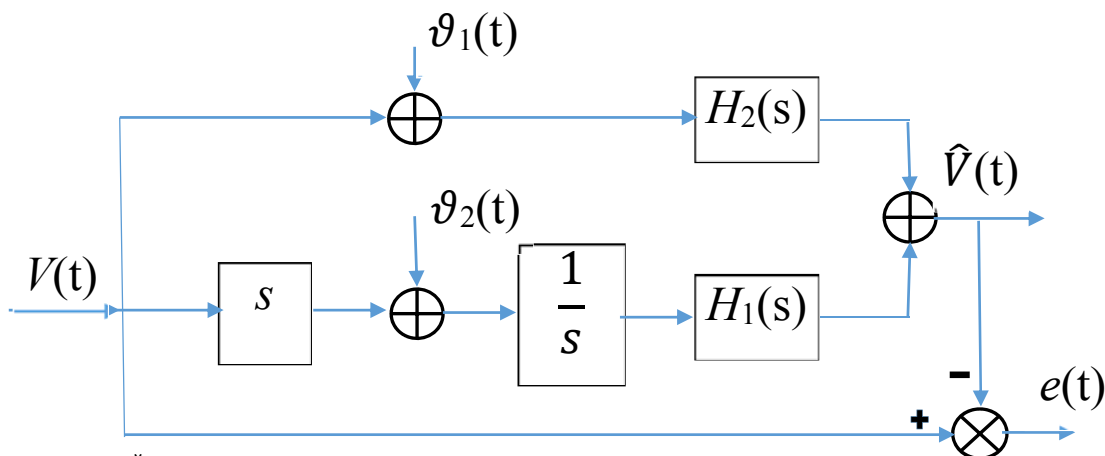 ϑ₁(t)
H₂(s)
V̂(t)
ϑ₂(t)
V(t)
s
1
s
H₁(s)
-
+
e(t)